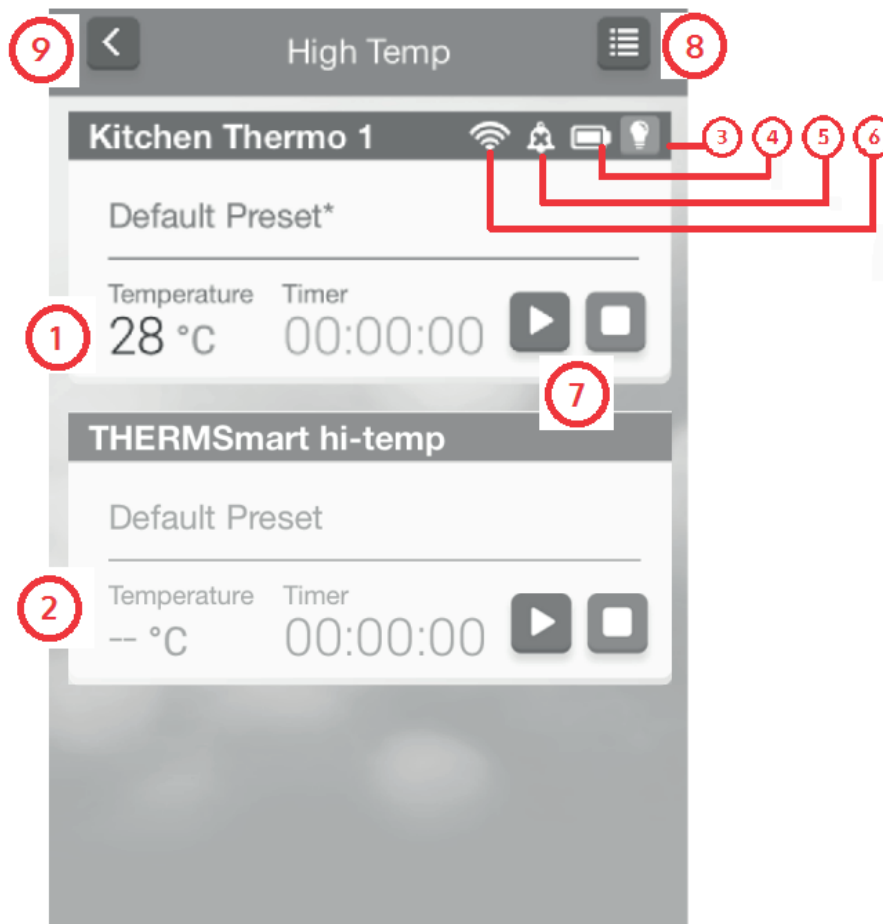 9
High Temp
8
Kitchen Thermo 1
3
4
5
6
Default Preset*
Temperature Timer
1
28 °C 00:00:00
7
THERMSmart hi-temp
Default Preset
Temperature Timer
2
-- °C 00:00:00